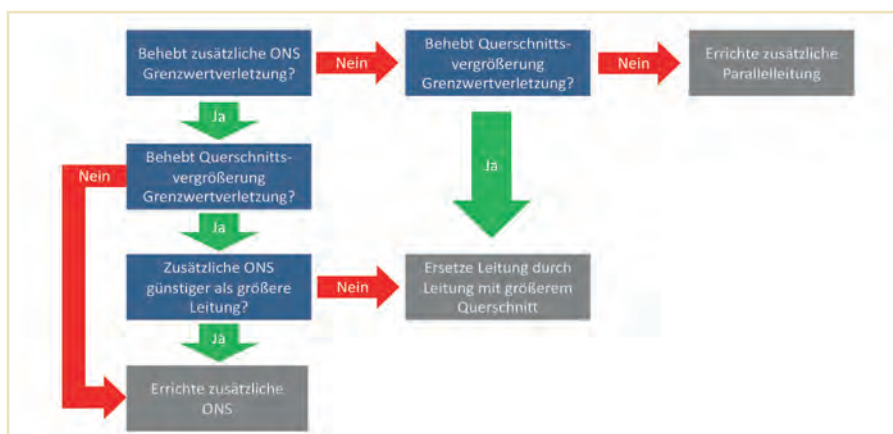 Behebt zusätzliche ONS
Grenzwertverletzung?
Nein
Behebt Querschnitts-
vergrößerung
Grenzwertverletzung?
Nein
Errichte zusätzliche
Parallelleitung
Ja
Nein
Behebt Querschnitts-
vergrößerung
Grenzwertverletzung?
Ja
Ja
Zusätzliche ONS
günstiger als größere
Leitung?
Nein
Ersetze Leitung durch
Leitung mit größerem
Querschnitt
Ja
Errichte zusätzliche
ONS